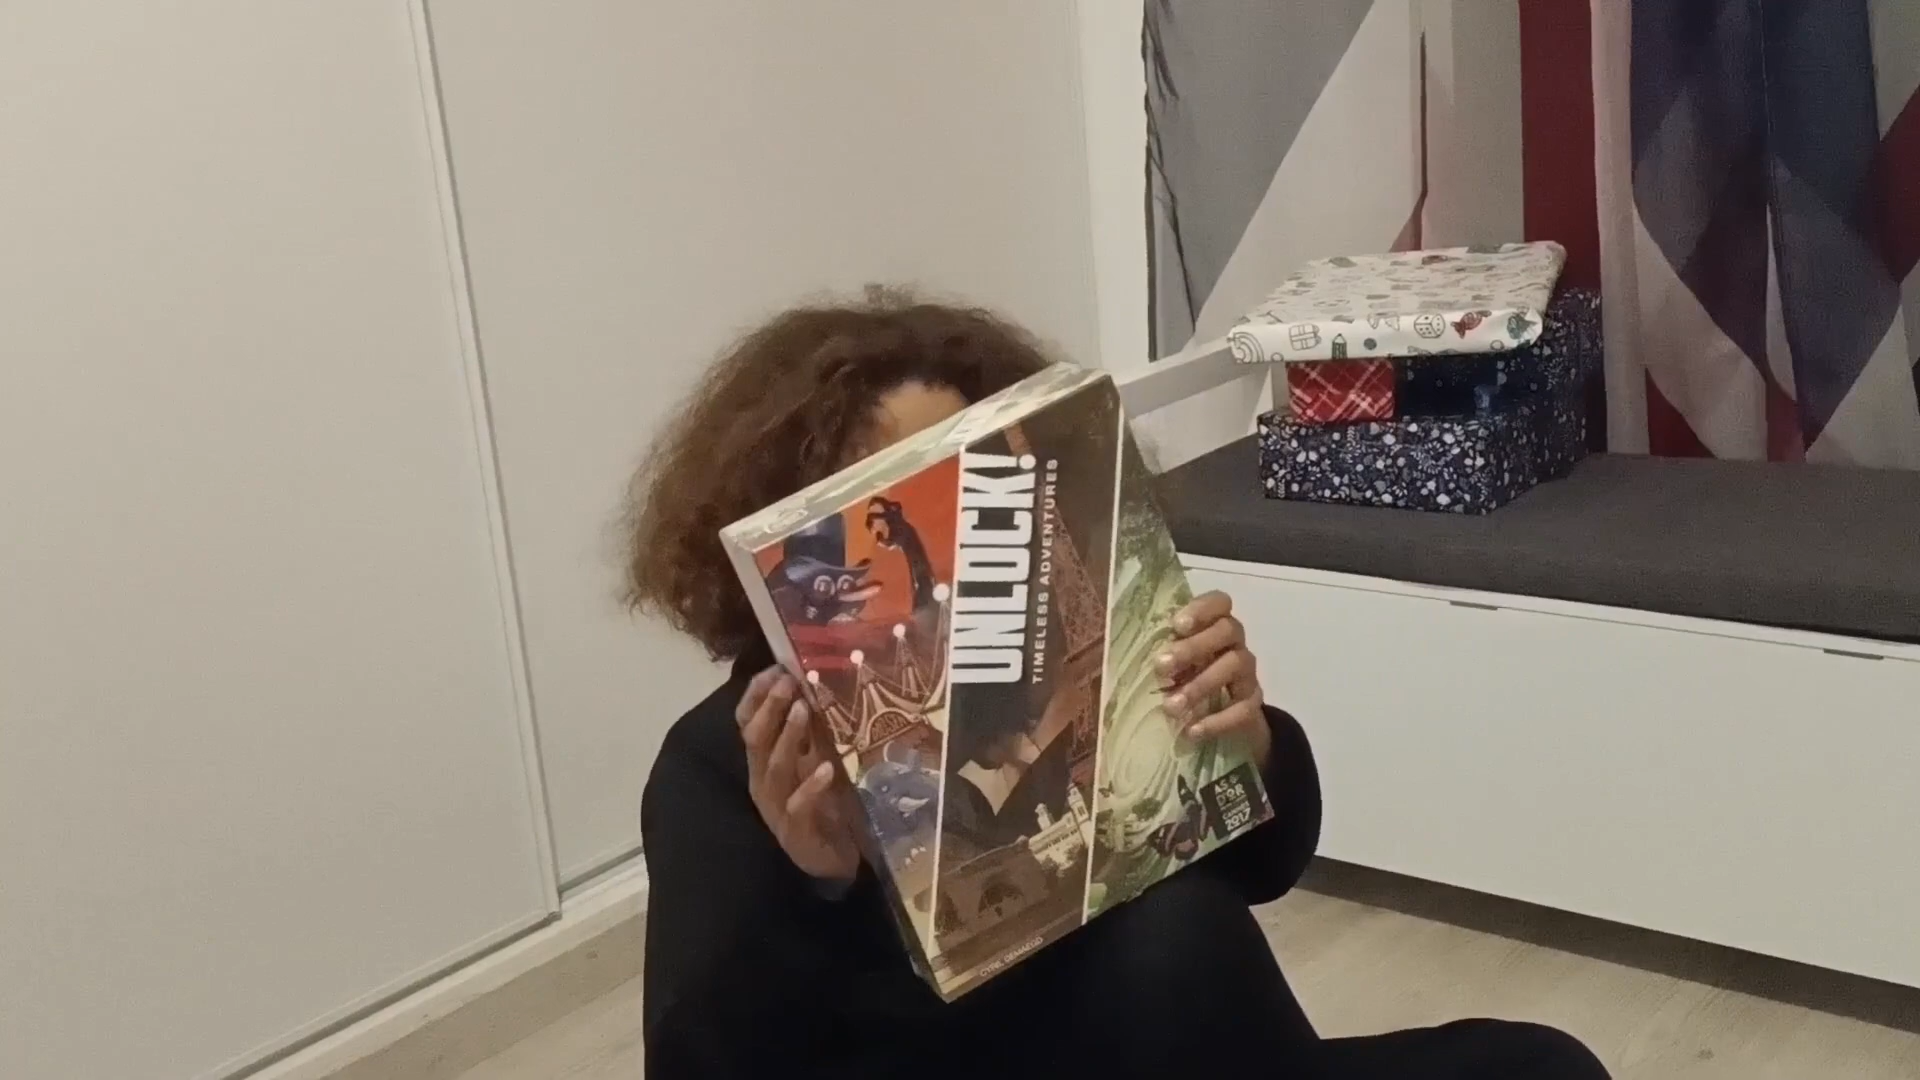 UNLOCK!
TIMELESS ADVENTURES
AS
D'OR
CANNES
2017
CYRIL DEMAEGD